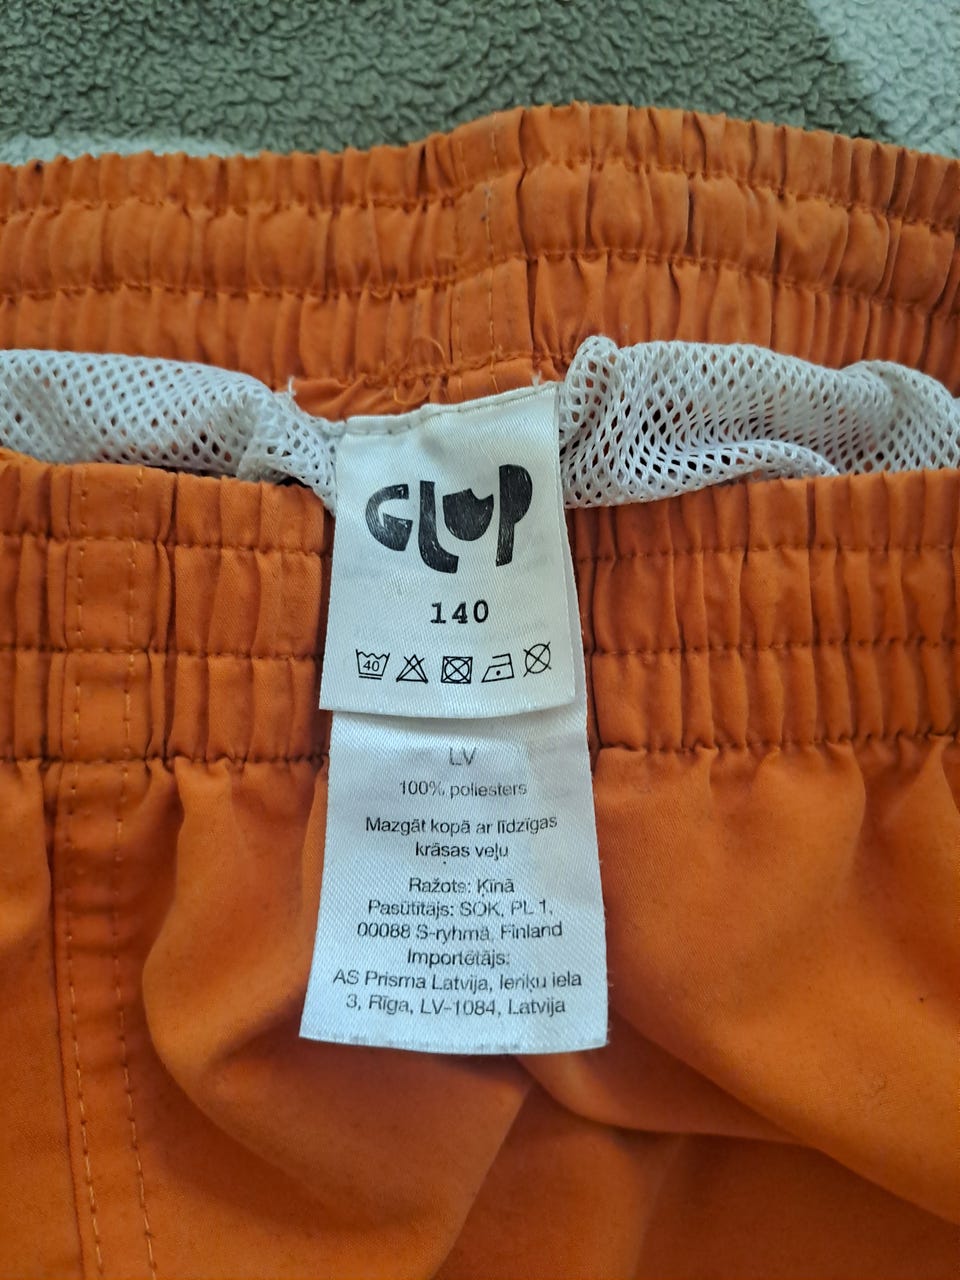 GLUP
140
40
LV
100% poliesters
Mazgāt kopā ar līdzīgas
krāsas veļu
Ražots: Ķīnā
Pasūtītājs: SOK, PL 1,
00088 S-ryhmä, Finland
Importētājs:
AS Prisma Latvija, Ieriķu iela
3, Rīga, LV-1084, Latvija